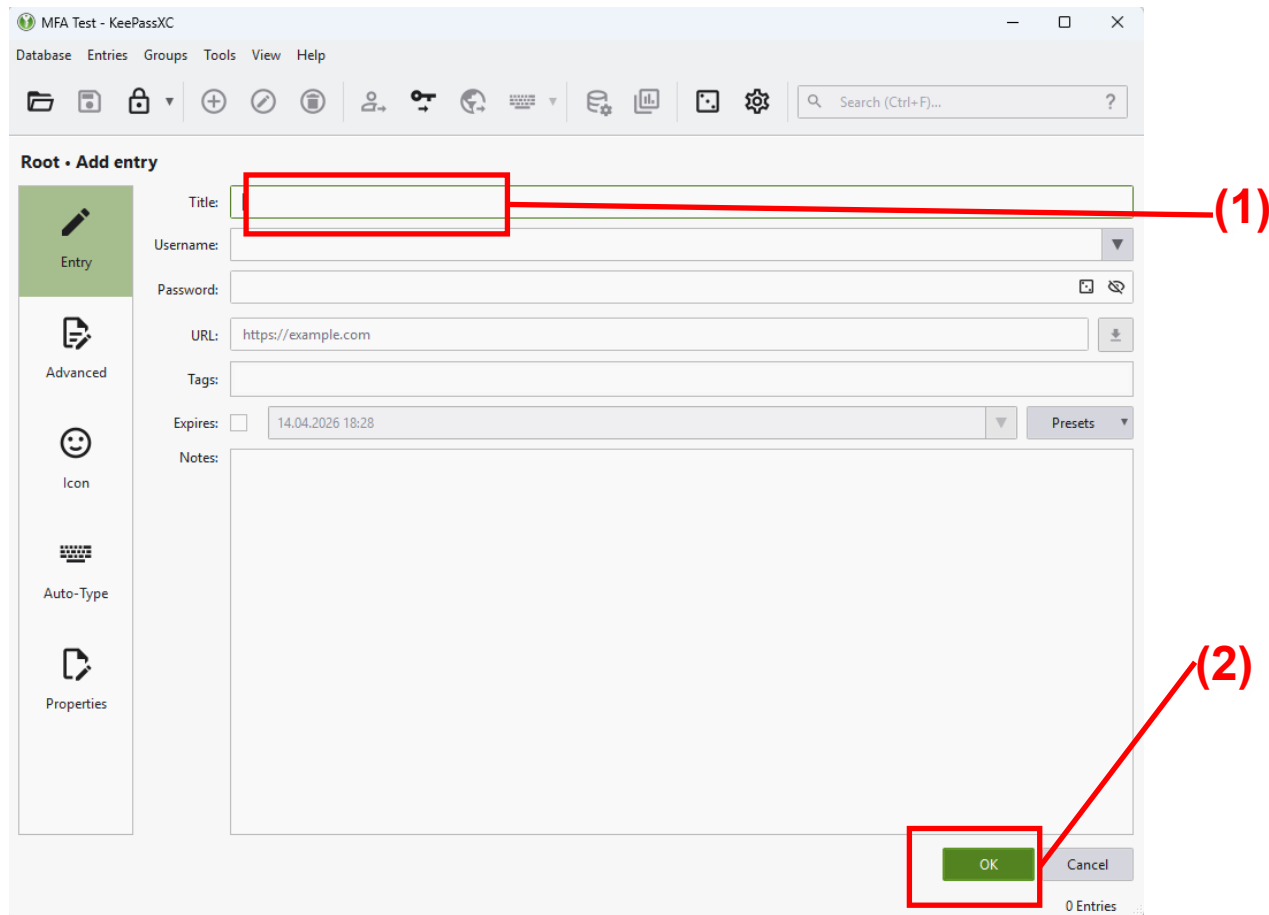 MFA Test - KeePassXC
Database Entries Groups Tools View Help
Search (Ctrl+F)... ?
Root • Add entry
Title:
(1)
Entry
Username:
Password:
URL: https://example.com
Advanced
Tags:
Expires: 14.04.2026 18:28 Presets
Icon
Notes:
Auto-Type
Properties
(2)
OK Cancel
0 Entries